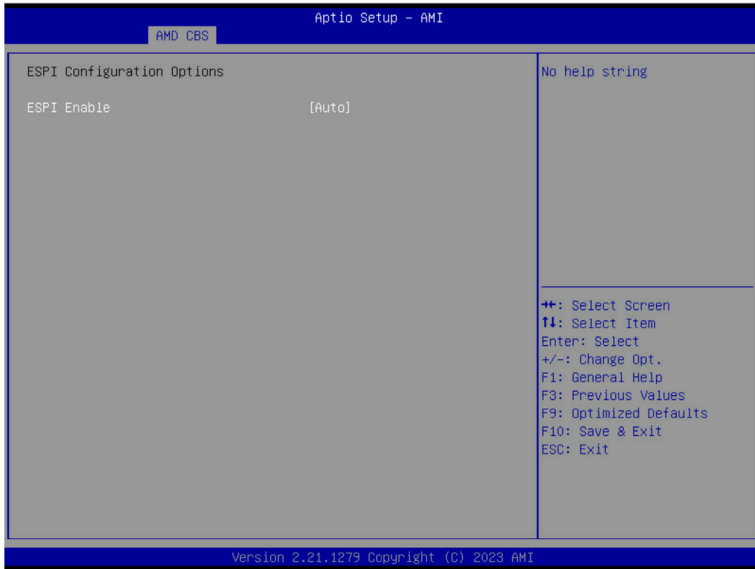 Aptio Setup – AMI
AMD CBS
ESPI Configuration Options
ESPI Enable [Auto]
No help string
→←: Select Screen
↑↓: Select Item
Enter: Select
+/-: Change Opt.
F1: General Help
F3: Previous Values
F9: Optimized Defaults
F10: Save & Exit
ESC: Exit
Version 2.21.1279 Copyright (C) 2023 AMI